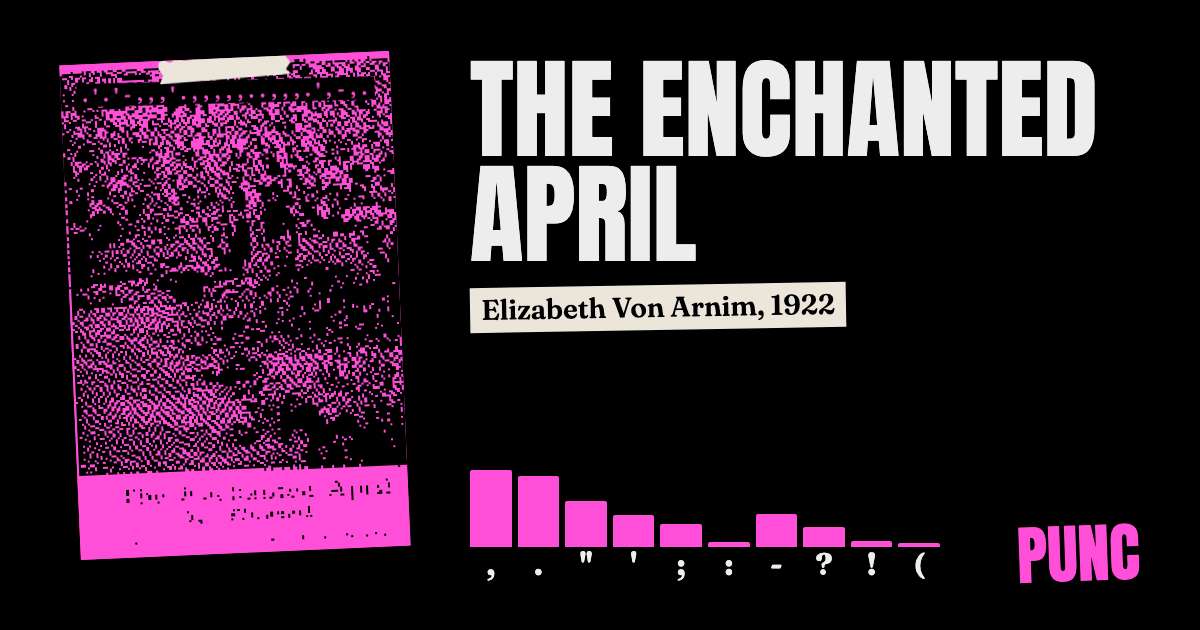 THE ENCHANTED
APRIL
Elizabeth Von Arnim, 1922
, . " ' ; : - ? ! (
PUNC